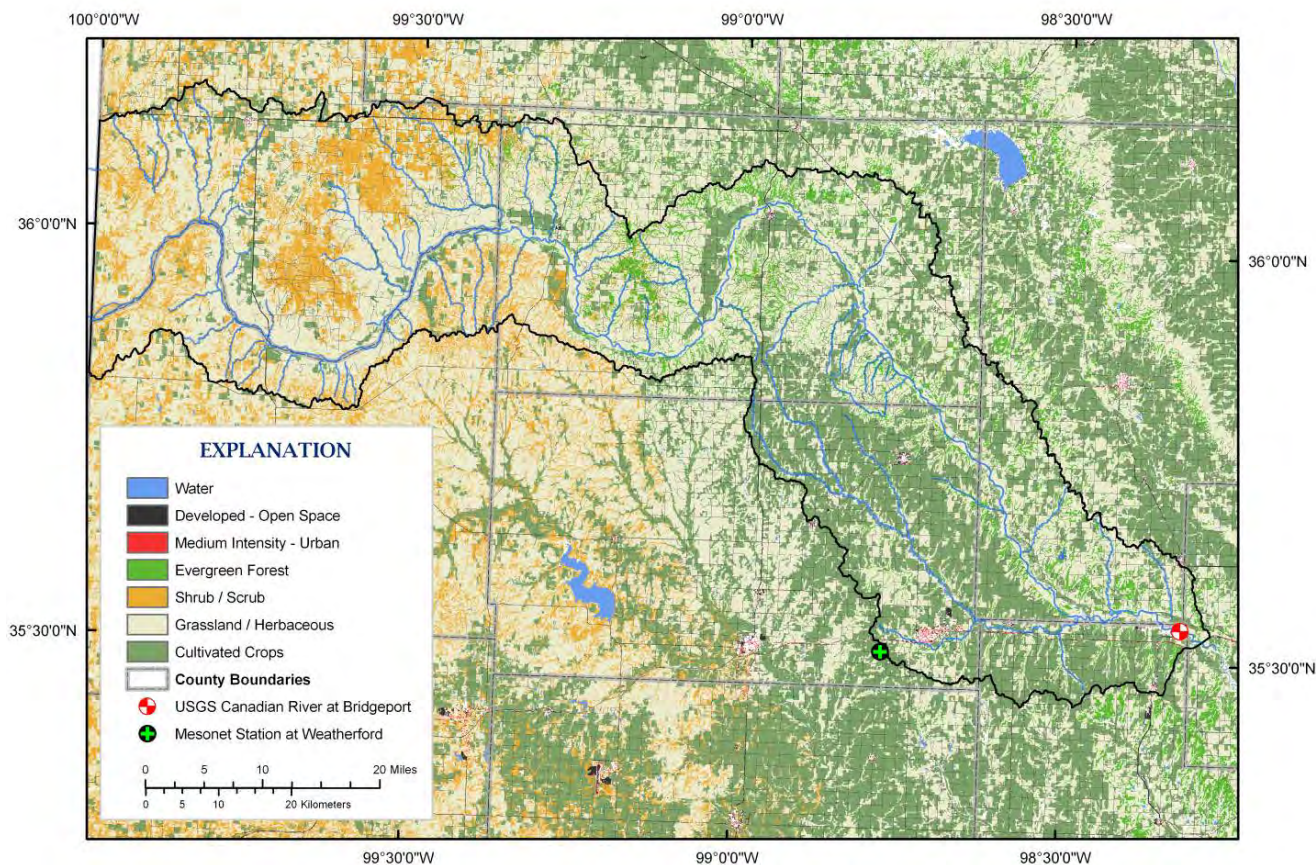 100°0'0"W 99°30'0"W 99°0'0"W 98°30'0"W
36°0'0"N
36°0'0"N
EXPLANATION
Water
Developed - Open Space
Medium Intensity - Urban
Evergreen Forest
Shrub / Scrub
Grassland / Herbaceous
Cultivated Crops
County Boundaries
USGS Canadian River at Bridgeport
Mesonet Station at Weatherford
0 5 10 20 Miles
0 5 10 20 Kilometers
35°30'0"N
35°30'0"N
99°30'0"W 99°0'0"W 98°30'0"W